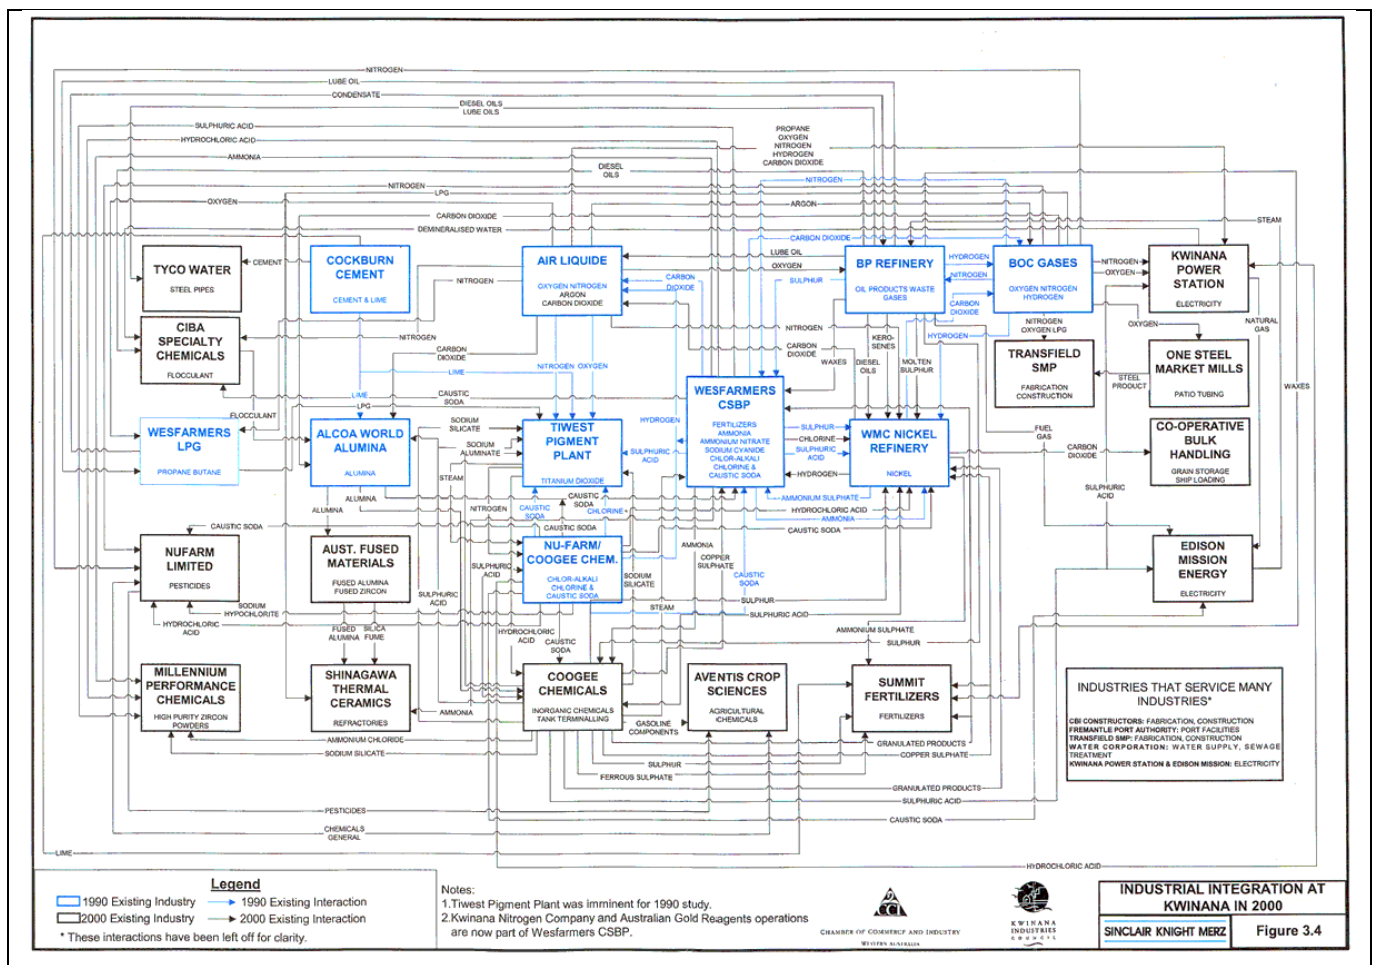 NITROGEN
LUBE OIL
CONDENSATE
DIESEL OILS
LUBE OILS
SULPHURIC ACID
HYDROCHLORIC ACID
AMMONIA
PROPANE
OXYGEN
NITROGEN
HYDROGEN
CARBON DIOXIDE
DIESEL
OILS
NITROGEN
LPG
NITROGEN
OXYGEN
ARGON
CARBON DIOXIDE
STEAM
DEMINERALISED WATER
CARBON DIOXIDE
TYCO WATER
STEEL PIPES
CEMENT
COCKBURN
CEMENT
CEMENT & LIME
NITROGEN
AIR LIQUIDE
OXYGEN NITROGEN
ARGON
CARBON DIOXIDE
LUBE OIL
OXYGEN
CARBON
DIOXIDE
SULPHUR
BP REFINERY
OIL PRODUCTS WASTE
GASES
HYDROGEN
NITROGEN
CARBON
DIOXIDE
HYDROGEN
BOC GASES
OXYGEN NITROGEN
HYDROGEN
NITROGEN
OXYGEN
KWINANA
POWER
STATION
ELECTRICITY
NATURAL
GAS
CIBA
SPECIALTY
CHEMICALS
FLOCCULANT
NITROGEN
CARBON
DIOXIDE
NITROGEN OXYGEN
NITROGEN
CARBON
DIOXIDE
WAXES
KERO-
SENES
DIESEL
OILS
MOLTEN
SULPHUR
NITROGEN
OXYGEN LPG
OXYGEN
TRANSFIELD
SMP
FABRICATION
CONSTRUCTION
STEEL
PRODUCT
ONE STEEL
MARKET MILLS
PATIO TUBING
WAXES
LIME
LIME
CAUSTIC
SODA
LPG
FLOCCULANT
WESFARMERS
LPG
PROPANE BUTANE
ALCOA WORLD
ALUMINA
ALUMINA
SODIUM
SILICATE
SODIUM
ALUMINATE
STEAM
TIWEST
PIGMENT
PLANT
TITANIUM DIOXIDE
HYDROGEN
SULPHURIC
ACID
WESFARMERS
CSBP
FERTILIZERS
AMMONIA
AMMONIUM NITRATE
SODIUM CYANIDE
CHLOR-ALKALI
CHLORINE &
CAUSTIC SODA
SULPHUR
CHLORINE
SULPHURIC
ACID
HYDROGEN
WMC NICKEL
REFINERY
NICKEL
FUEL
GAS
CARBON
DIOXIDE
CO-OPERATIVE
BULK
HANDLING
GRAIN STORAGE
SHIP LOADING
SULPHURIC
ACID
ALUMINA
ALUMINA
NITROGEN
CAUSTIC
SODA
CAUSTIC
SODA
CHLORINE
AMMONIUM SULPHATE
HYDROCHLORIC ACID
AMMONIA
CAUSTIC SODA
CAUSTIC SODA
CAUSTIC SODA
NUFARM
LIMITED
PESTICIDES
AUST. FUSED
MATERIALS
FUSED ALUMINA
FUSED ZIRCON
SULPHURIC
ACID
SULPHURIC
ACID
NU-FARM/
COOGEE CHEM.
CHLOR-ALKALI
CHLORINE &
CAUSTIC SODA
SODIUM
SILICATE
AMMONIA
COPPER
SULPHATE
CAUSTIC
SODA
EDISON
MISSION
ENERGY
ELECTRICITY
SODIUM
HYPOCHLORITE
HYDROCHLORIC
ACID
FUSED
ALUMINA
SILICA
FUME
HYDROCHLORIC
ACID
CAUSTIC
SODA
STEAM
SULPHUR
SULPHURIC ACID
AMMONIUM SULPHATE
SULPHUR
MILLENNIUM
PERFORMANCE
CHEMICALS
HIGH PURITY ZIRCON
POWDERS
SHINAGAWA
THERMAL
CERAMICS
REFRACTORIES
AMMONIA
COOGEE
CHEMICALS
INORGANIC CHEMICALS
TANK TERMINALLING
GASOLINE
COMPONENTS
AVENTIS CROP
SCIENCES
AGRICULTURAL
CHEMICALS
SUMMIT
FERTILIZERS
FERTILIZERS
INDUSTRIES THAT SERVICE MANY
INDUSTRIES*
CBI CONSTRUCTORS: FABRICATION, CONSTRUCTION
FREMANTLE PORT AUTHORITY: PORT FACILITIES
TRANSFIELD SMP: FABRICATION, CONSTRUCTION
WATER CORPORATION: WATER SUPPLY, SEWAGE
TREATMENT
KWINANA POWER STATION & EDISON MISSION: ELECTRICITY
AMMONIUM CHLORIDE
SODIUM SILICATE
GRANULATED PRODUCTS
COPPER SULPHATE
SULPHUR
FERROUS SULPHATE
GRANULATED PRODUCTS
SULPHURIC ACID
PESTICIDES
CAUSTIC SODA
CHEMICALS
GENERAL
LIME
HYDROCHLORIC ACID
Legend
1990 Existing Industry
1990 Existing Interaction
2000 Existing Industry
2000 Existing Interaction
* These interactions have been left off for clarity.
Notes:
1.Tiwest Pigment Plant was imminent for 1990 study.
2.Kwinana Nitrogen Company and Australian Gold Reagents operations
are now part of Wesfarmers CSBP.
CCI
CHAMBER OF COMMERCE AND INDUSTRY
WESTERN AUSTRALIA
KWINANA
INDUSTRIES
COUNCIL
INDUSTRIAL INTEGRATION AT
KWINANA IN 2000
SINCLAIR KNIGHT MERZ
Figure 3.4